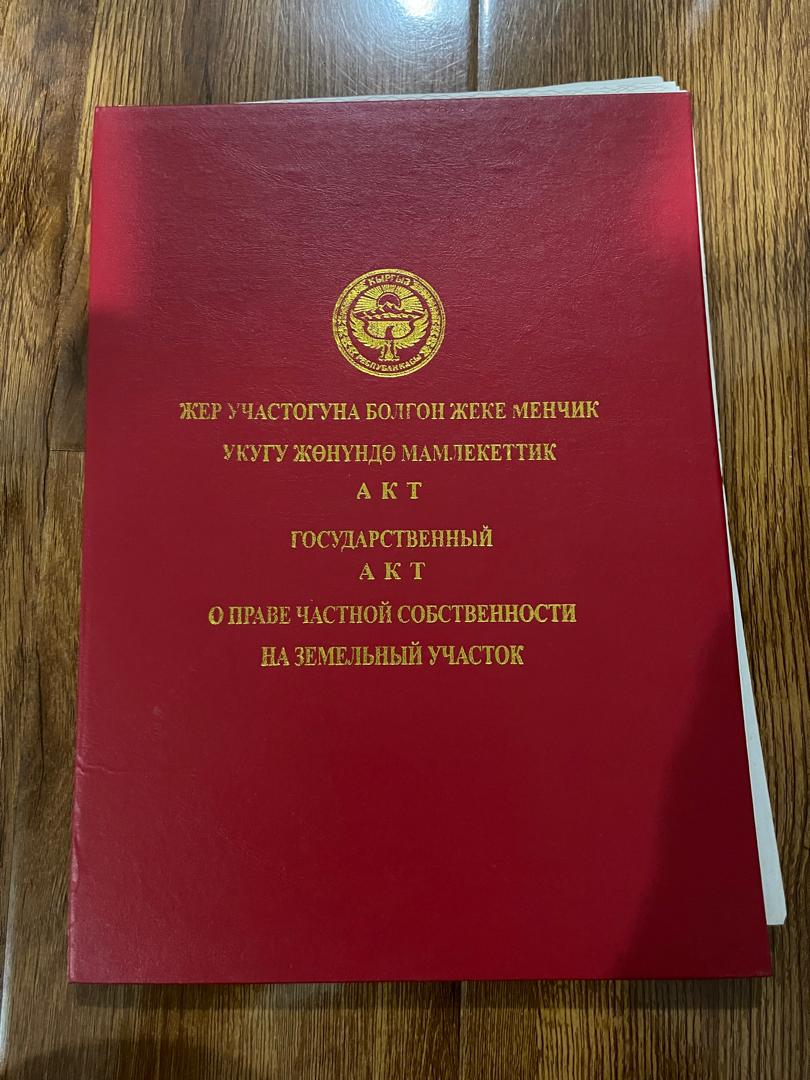 КЫРГЫЗ
РЕСПУБЛИКАСЫ
ЖЕР УЧАСТОГУНА БОЛГОН ЖЕКЕ МЕНЧИК
УКУГУ ЖӨНҮНДӨ МАМЛЕКЕТТИК
АКТ
ГОСУДАРСТВЕННЫЙ
АКТ
О ПРАВЕ ЧАСТНОЙ СОБСТВЕННОСТИ
НА ЗЕМЕЛЬНЫЙ УЧАСТОК